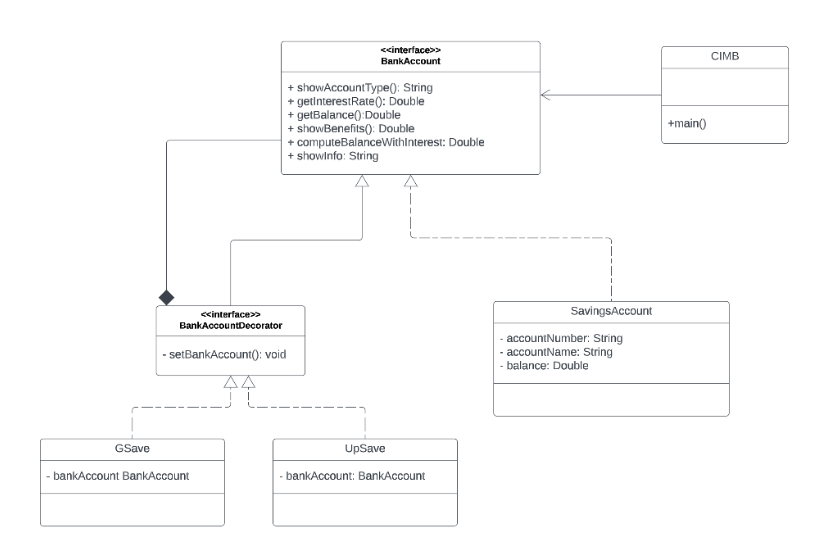 <<interface>>
BankAccount
+ showAccountType(): String
+ getInterestRate(): Double
+ getBalance():Double
+ showBenefits(): Double
+ computeBalanceWithInterest: Double
+ showInfo: String
CIMB
+main()
<<interface>>
BankAccountDecorator
- setBankAccount(): void
SavingsAccount
- accountNumber: String
- accountName: String
- balance: Double
GSave
- bankAccount BankAccount
UpSave
- bankAccount: BankAccount